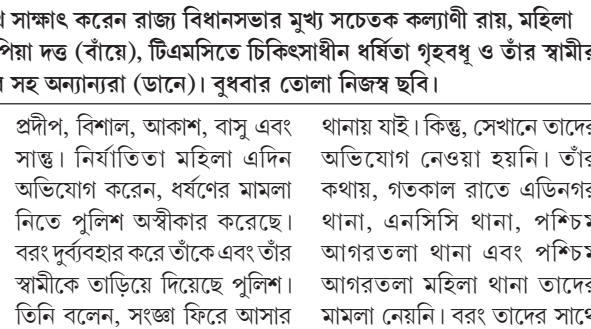 সাক্ষাৎ করেন রাজ্য বিধানসভার মুখ্য সচেতক কল্যাণী রায়, মহিলা
পিয়া দত্ত (বাঁয়ে), টিএমসিতে চিকিৎসাধীন ধর্ষিতা গৃহবধূ ও তাঁর স্বামীর
সহ অন্যান্যরা (ডানে)। বুধবার তোলা নিজস্ব ছবি।
প্রদীপ, বিশাল, আকাশ, বাসু এবং
সান্তু। নির্যাতিতা মহিলা এদিন
অভিযোগ করেন, ধর্ষণের মামলা
নিতে পুলিশ অস্বীকার করেছে।
বরং দুর্ব্যবহার করে তাঁকে এবং তাঁর
স্বামীকে তাড়িয়ে দিয়েছে পুলিশ।
তিনি বলেন, সংজ্ঞা ফিরে আসার
থানায় যাই। কিন্তু, সেখানে তাদের
অভিযোগ নেওয়া হয়নি। তাঁর
কথায়, গতকাল রাতে এডিনগর
থানা, এনসিসি থানা, পশ্চিম
আগরতলা থানা এবং পশ্চিম
আগরতলা মহিলা থানা তাদের
মামলা নেয়নি। বরং তাদের সাথে